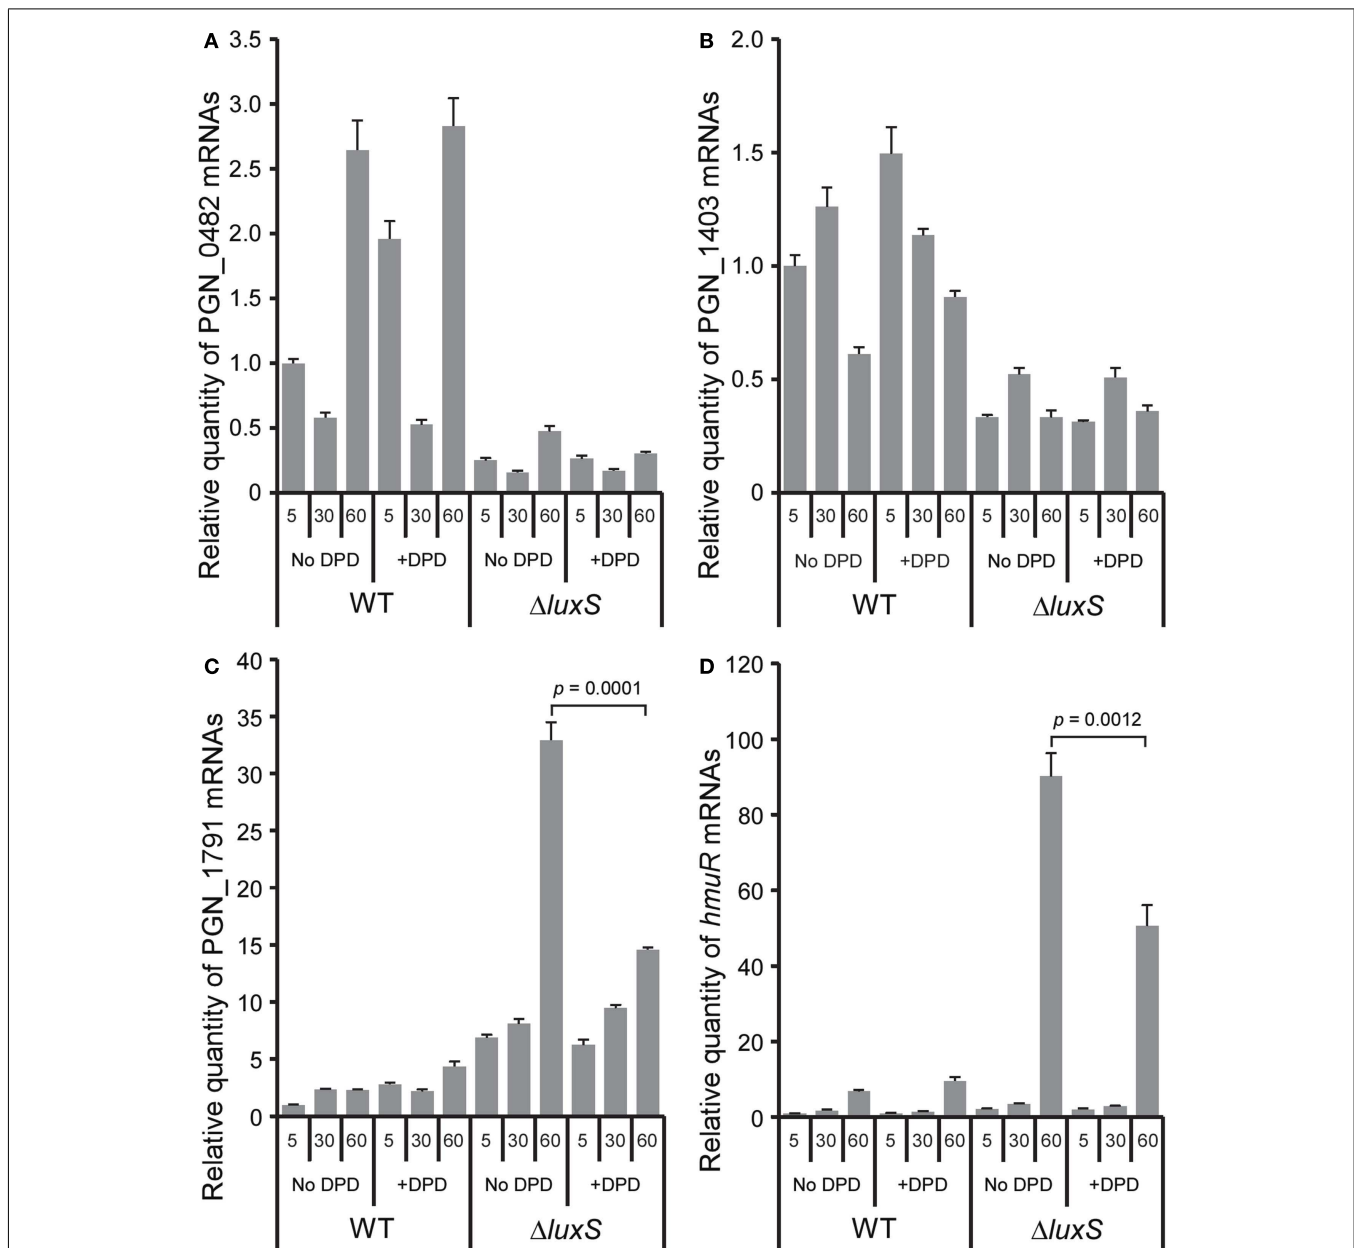 A
Relative quantity of PGN_0482 mRNAs
3.5
3.0
2.5
2.0
1.5
1.0
0.5
0
5 30 60 5 30 60 5 30 60 5 30 60
No DPD +DPD No DPD +DPD
WT ΔluxS
B
Relative quantity of PGN_1403 mRNAs
2.0
1.5
1.0
0.5
0
5 30 60 5 30 60 5 30 60 5 30 60
No DPD +DPD No DPD +DPD
WT ΔluxS
C
Relative quantity of PGN_1791 mRNAs
40
35
30
25
20
15
10
5
0
p = 0.0001
5 30 60 5 30 60 5 30 60 5 30 60
No DPD +DPD No DPD +DPD
WT ΔluxS
D
Relative quantity of hmuR mRNAs
120
100
80
60
40
20
0
p = 0.0012
5 30 60 5 30 60 5 30 60 5 30 60
No DPD +DPD No DPD +DPD
WT ΔluxS